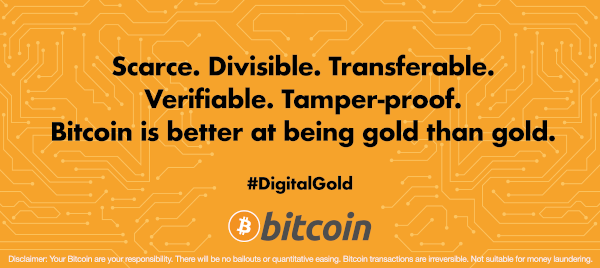 Scarce. Divisible. Transferable.
Verifiable. Tamper-proof.
Bitcoin is better at being gold than gold.
#DigitalGold
bitcoin
Disclaimer: Your Bitcoin are your responsibility. There will be no bailouts or quantitative easing. Bitcoin transactions are irreversible. Not suitable for money laundering.